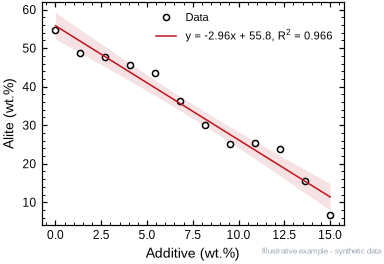 60
50
40
30
20
10
Alite (wt.%)
Data
y = -2.96x + 55.8, R² = 0.966
0.0 2.5 5.0 7.5 10.0 12.5 15.0
Additive (wt.%)
Illustrative example - synthetic data